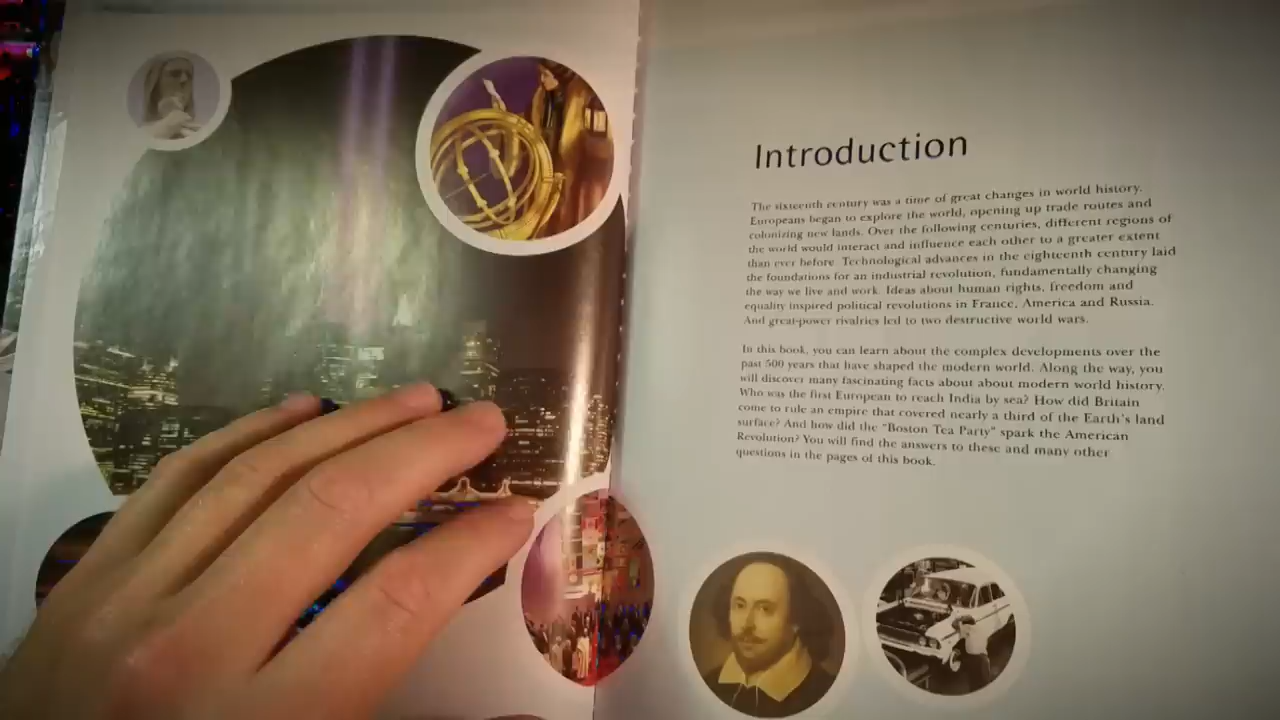 Introduction
The sixteenth century was a time of great changes in world history.
Europeans began to explore the world, opening up trade routes and
colonizing new lands. Over the following centuries, different regions of
the world would interact and influence each other to a greater extent
than ever before. Technological advances in the eighteenth century laid
the foundations for an industrial revolution, fundamentally changing
the way we live and work. Ideas about human rights, freedom and
equality inspired political revolutions in France, America and Russia.
And great-power rivalries led to two destructive world wars.
In this book, you can learn about the complex developments over the
past 500 years that have shaped the modern world. Along the way, you
will discover many fascinating facts about about modern world history.
Who was the first European to reach India by sea? How did Britain
come to rule an empire that covered nearly a third of the Earth's land
surface? And how did the "Boston Tea Party" spark the American
Revolution? You will find the answers to these and many other
questions in the pages of this book.